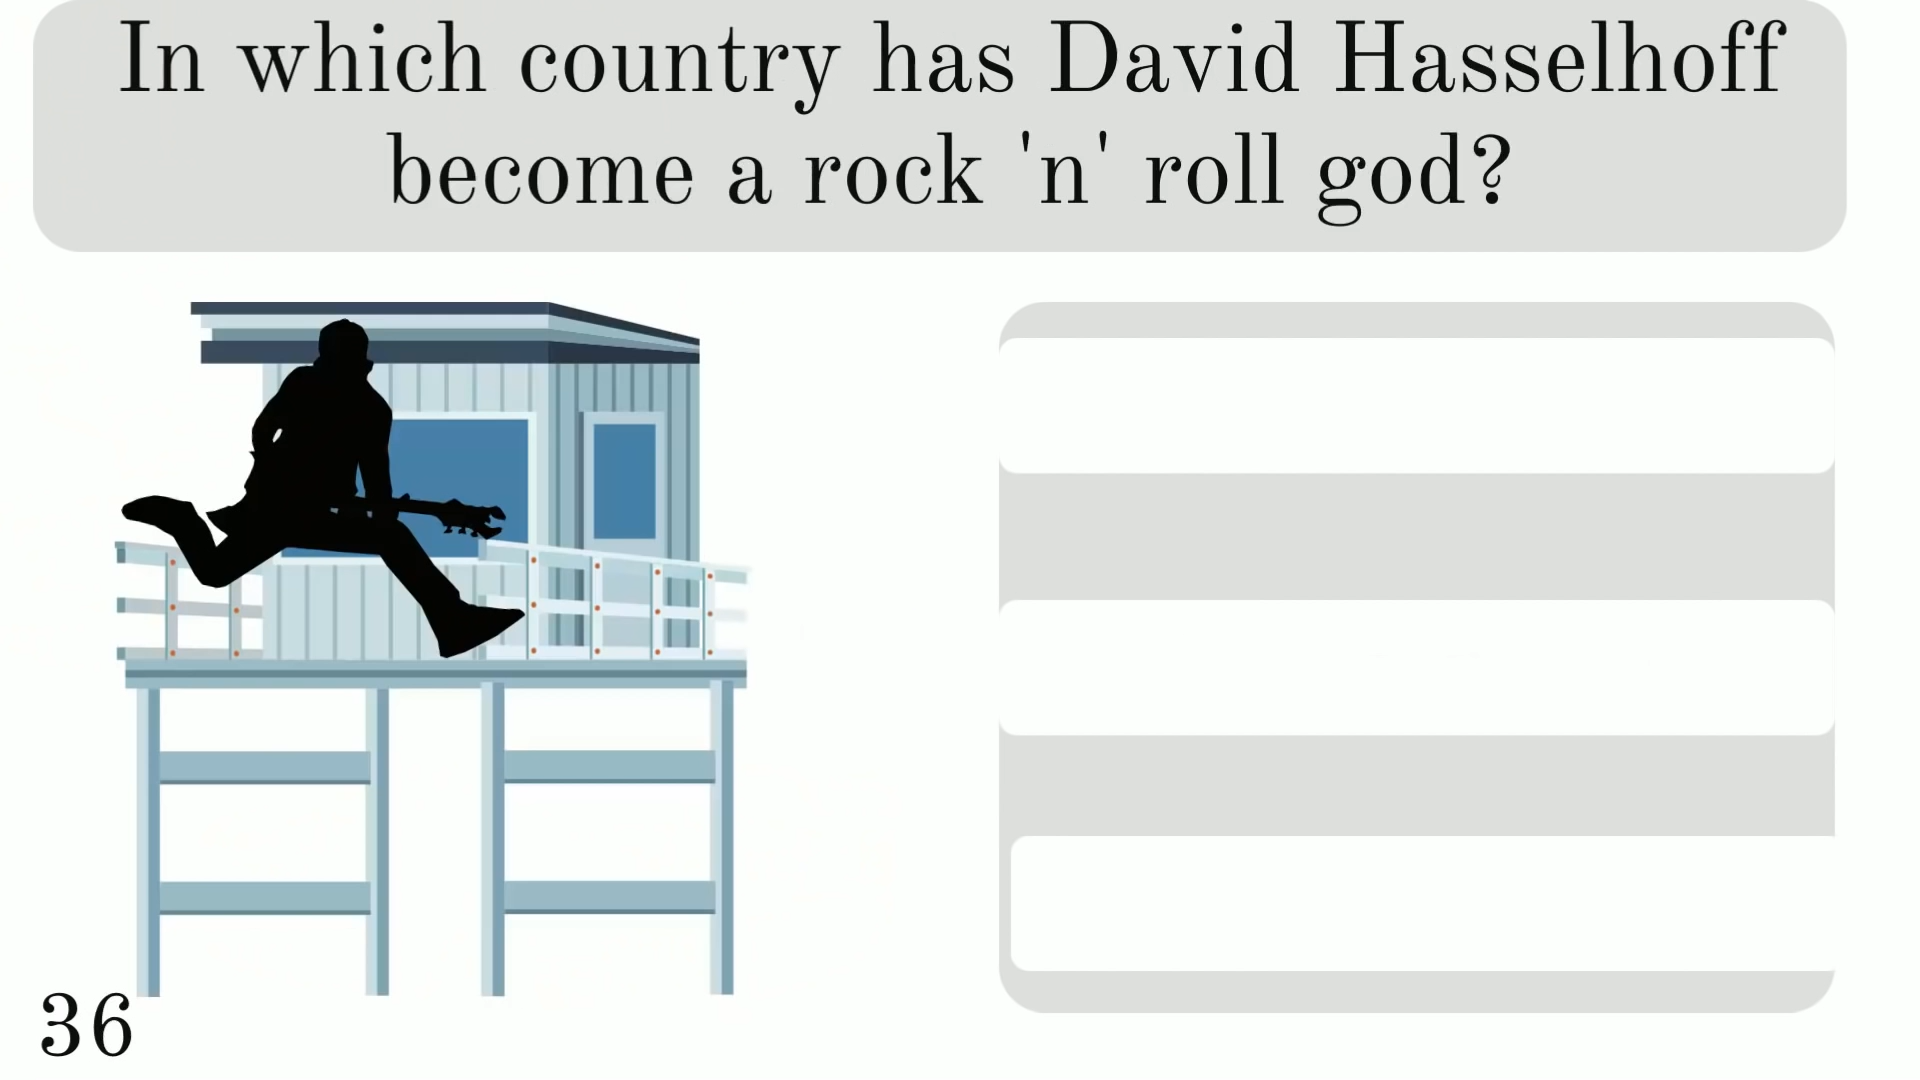 In which country has David Hasselhoff
become a rock 'n' roll god?
36